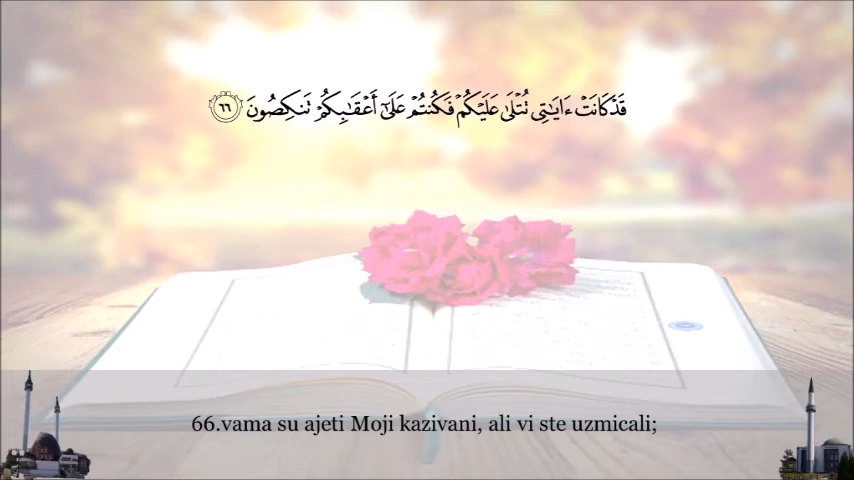 قَدْ كَانَتْ ءَايَـٰتِى تُتْلَىٰ عَلَيْكُمْ فَكُنتُمْ عَلَىٰٓ أَعْقَـٰبِكُمْ تَنكِصُونَ ٦٦
66.vama su ajeti Moji kazivani, ali vi ste uzmicali;